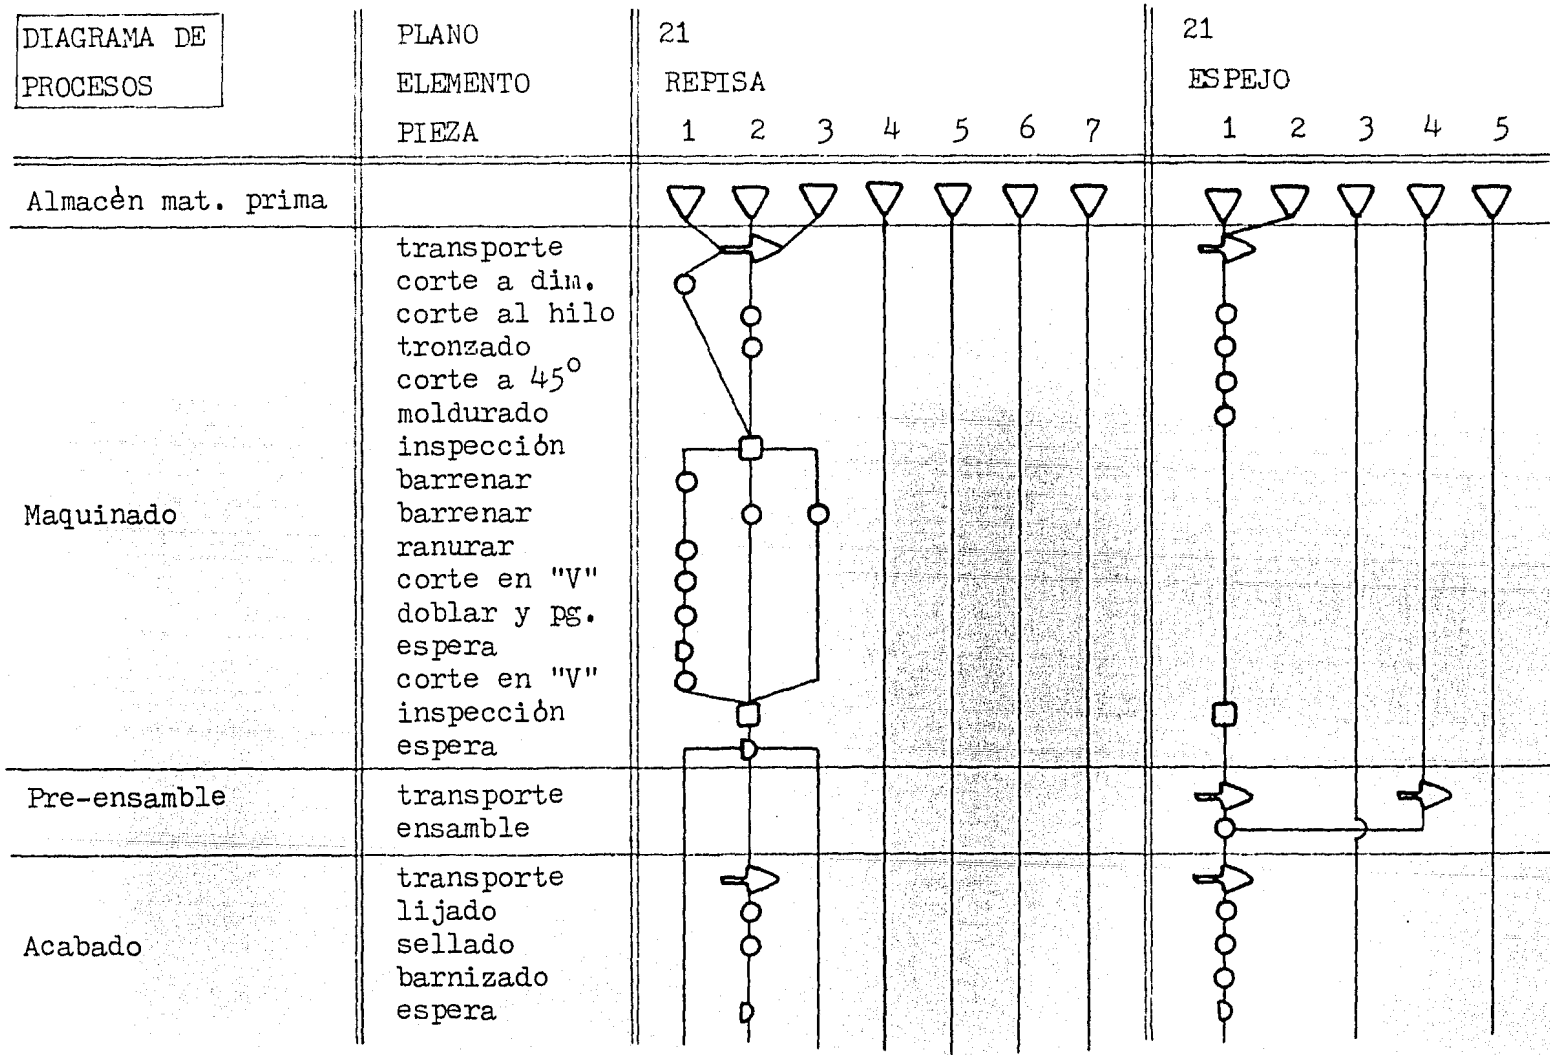 DIAGRAMA DE
PROCESOS
PLANO
ELEMENTO
PIEZA
21
REPISA
1 2 3 4 5 6 7
21
ESPEJO
1 2 3 4 5
Almacèn mat. prima
transporte
corte a dim.
corte al hilo
tronzado
corte a 45°
moldurado
inspección
barrenar
Maquinado
barrenar
ranurar
corte en "V"
doblar y pg.
espera
corte en "V"
inspección
espera
Pre-ensamble
transporte
ensamble
transporte
lijado
Acabado
sellado
barnizado
espera